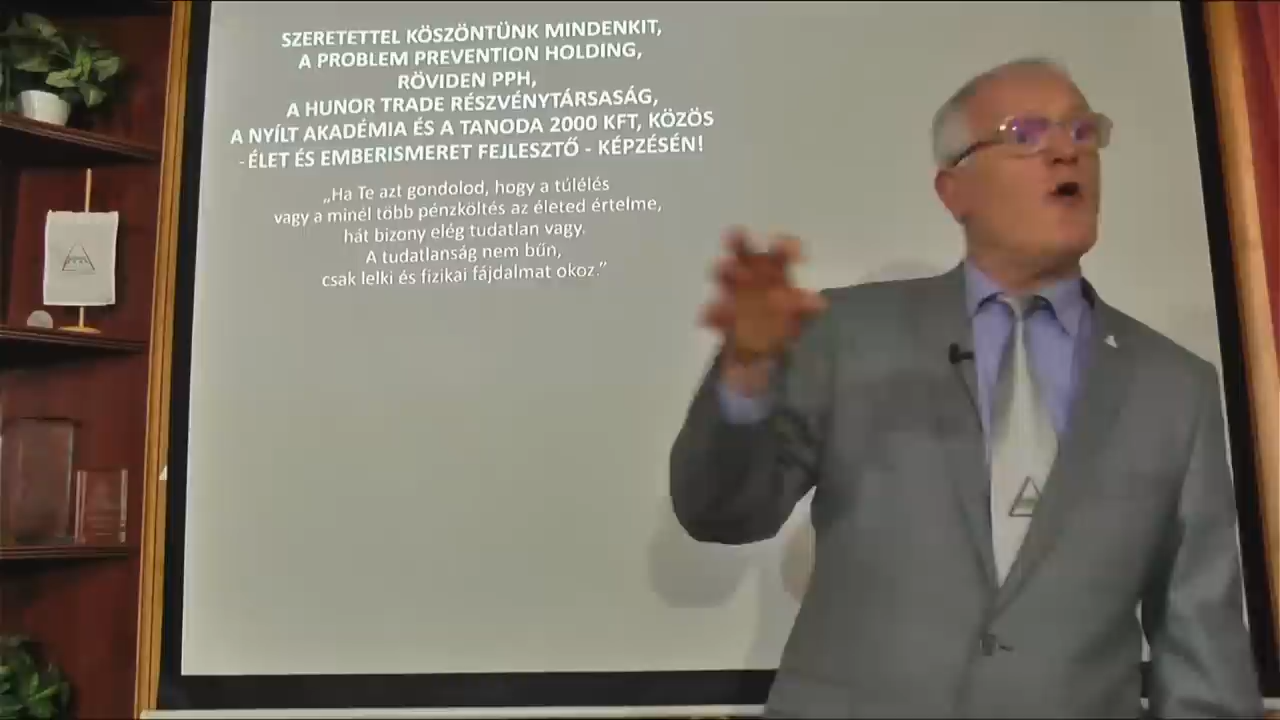 SZERETETTEL KÖSZÖNTÜNK MINDENKIT,
A PROBLEM PREVENTION HOLDING,
RÖVIDEN PPH,
A HUNOR TRADE RÉSZVÉNYTÁRSASÁG,
A NYÍLT AKADÉMIA ÉS A TANODA 2000 KFT, KÖZÖS
- ÉLET ÉS EMBERISMERET FEJLESZTŐ - KÉPZÉSÉN!
„Ha Te azt gondolod, hogy a túlélés
vagy a minél több pénzköltés az életed értelme,
hát bizony elég tudatlan vagy.
A tudatlanság nem bűn,
csak lelki és fizikai fájdalmat okoz.”